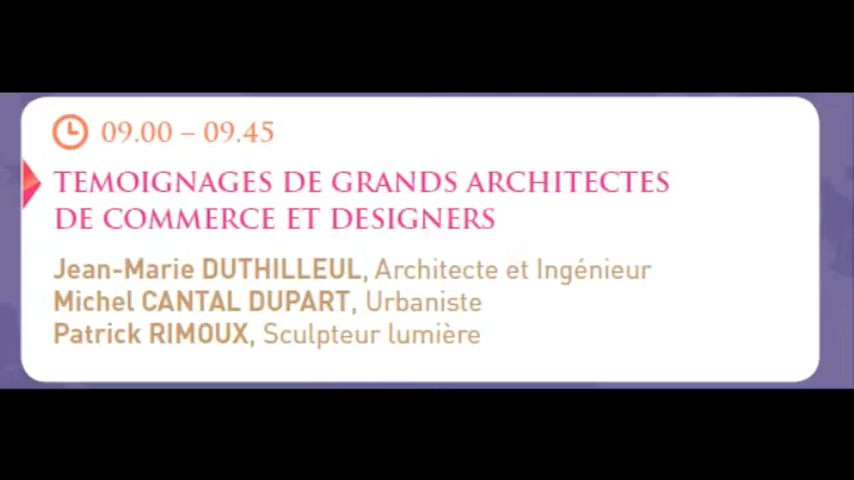 09.00 – 09.45
TEMOIGNAGES DE GRANDS ARCHITECTES
DE COMMERCE ET DESIGNERS
Jean-Marie DUTHILLEUL, Architecte et Ingénieur
Michel CANTAL DUPART, Urbaniste
Patrick RIMOUX, Sculpteur lumière